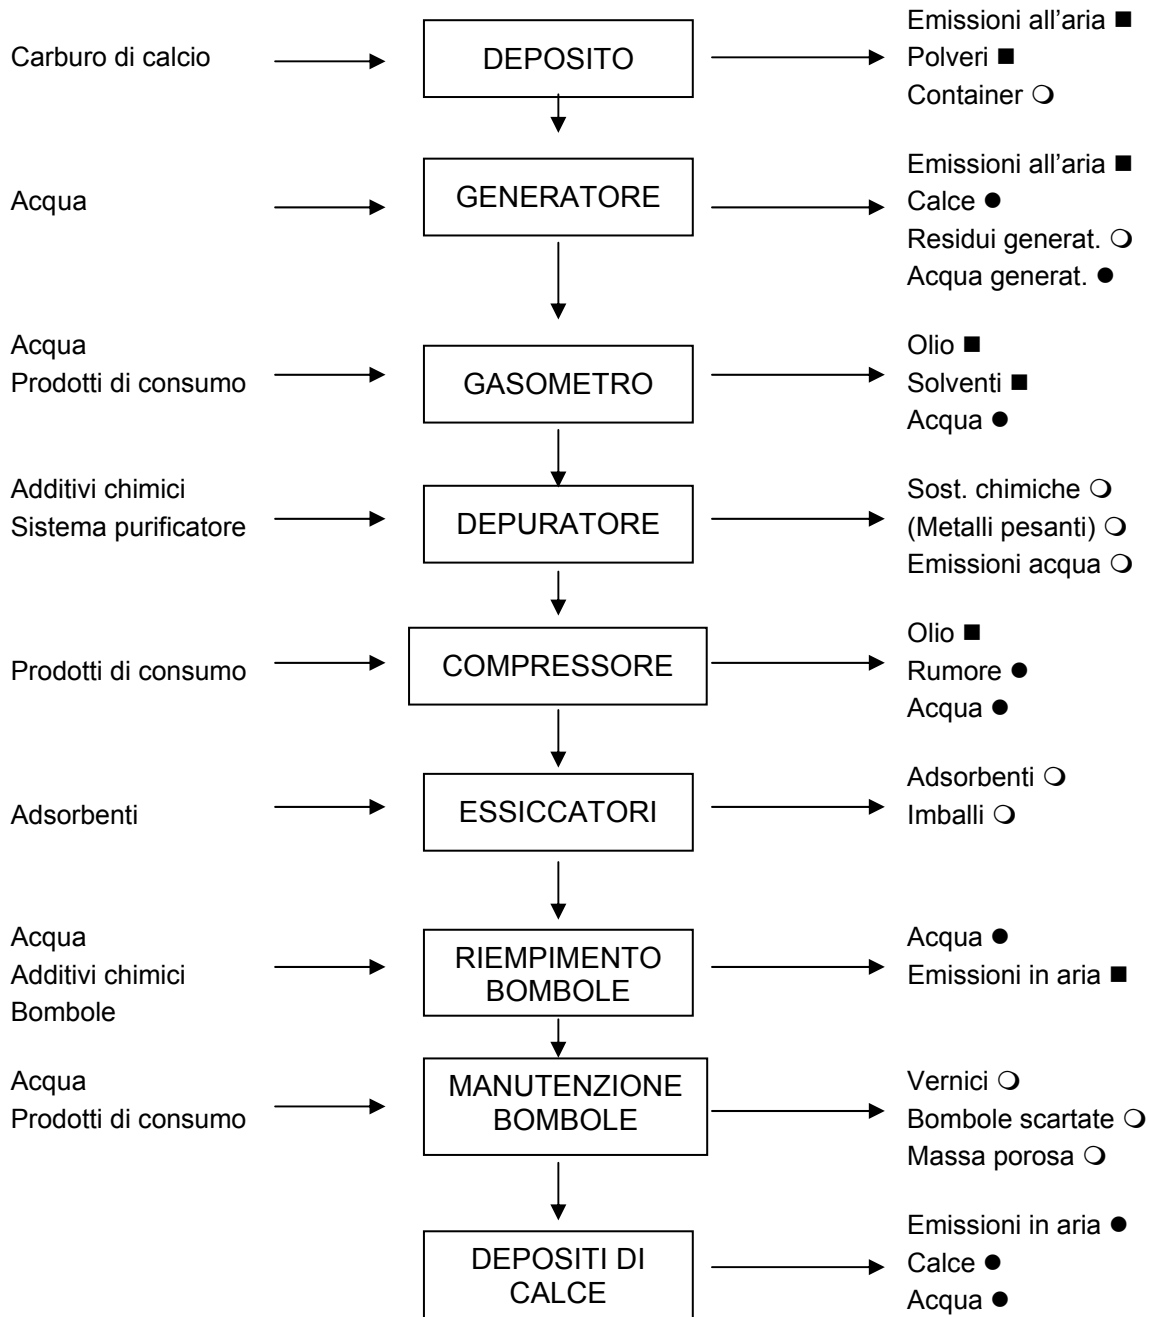 Emissioni all’aria ■
Carburo di calcio
DEPOSITO
Polveri ■
Container ❍
Emissioni all’aria ■
Acqua
GENERATORE
Calce ●
Residui generat. ❍
Acqua generat. ●
Acqua
Prodotti di consumo
GASOMETRO
Olio ■
Solventi ■
Acqua ●
Additivi chimici
Sistema purificatore
DEPURATORE
Sost. chimiche ❍
(Metalli pesanti) ❍
Emissioni acqua ❍
Prodotti di consumo
COMPRESSORE
Olio ■
Rumore ●
Acqua ●
Adsorbenti
ESSICCATORI
Adsorbenti ❍
Imballi ❍
Acqua
Additivi chimici
Bombole
RIEMPIMENTO
BOMBOLE
Acqua ●
Emissioni in aria ■
Acqua
Prodotti di consumo
MANUTENZIONE
BOMBOLE
Vernici ❍
Bombole scartate ❍
Massa porosa ❍
DEPOSITI DI
CALCE
Emissioni in aria ●
Calce ●
Acqua ●